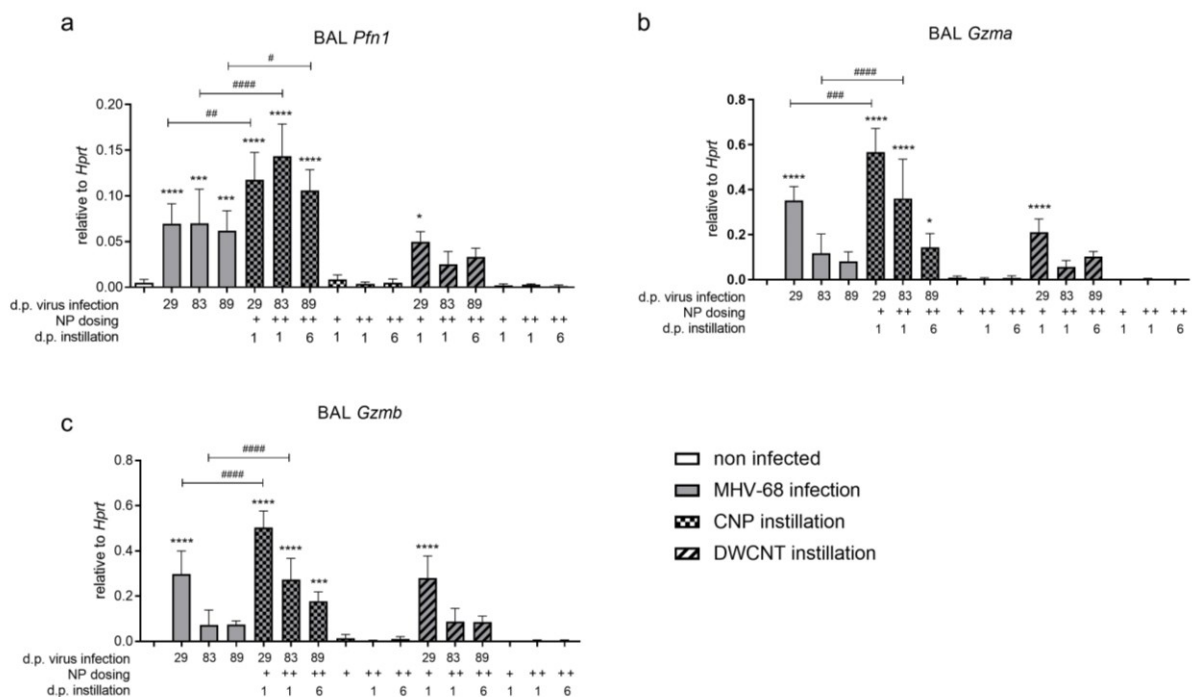 a
BAL Pfn1
#
####
##
0.20
0.15
0.10
0.05
0.00
relative to Hprt
**** *** *** **** **** **** *
d.p. virus infection 29 83 89 29 83 89 29 83 89
NP dosing + ++ ++ + ++ ++ + ++ ++ + ++ ++
d.p. instillation 1 1 6 1 1 6 1 1 6 1 1 6
b
BAL Gzma
####
###
0.8
0.6
0.4
0.2
0.0
relative to Hprt
**** **** **** * ****
d.p. virus infection 29 83 89 29 83 89 29 83 89
NP dosing + ++ ++ + ++ ++ + ++ ++ + ++ ++
d.p. instillation 1 1 6 1 1 6 1 1 6 1 1 6
c
BAL Gzmb
####
####
0.8
0.6
0.4
0.2
0.0
relative to Hprt
**** **** **** *** ****
d.p. virus infection 29 83 89 29 83 89 29 83 89
NP dosing + ++ ++ + ++ ++ + ++ ++ + ++ ++
d.p. instillation 1 1 6 1 1 6 1 1 6 1 1 6
non infected
MHV-68 infection
CNP instillation
DWCNT instillation